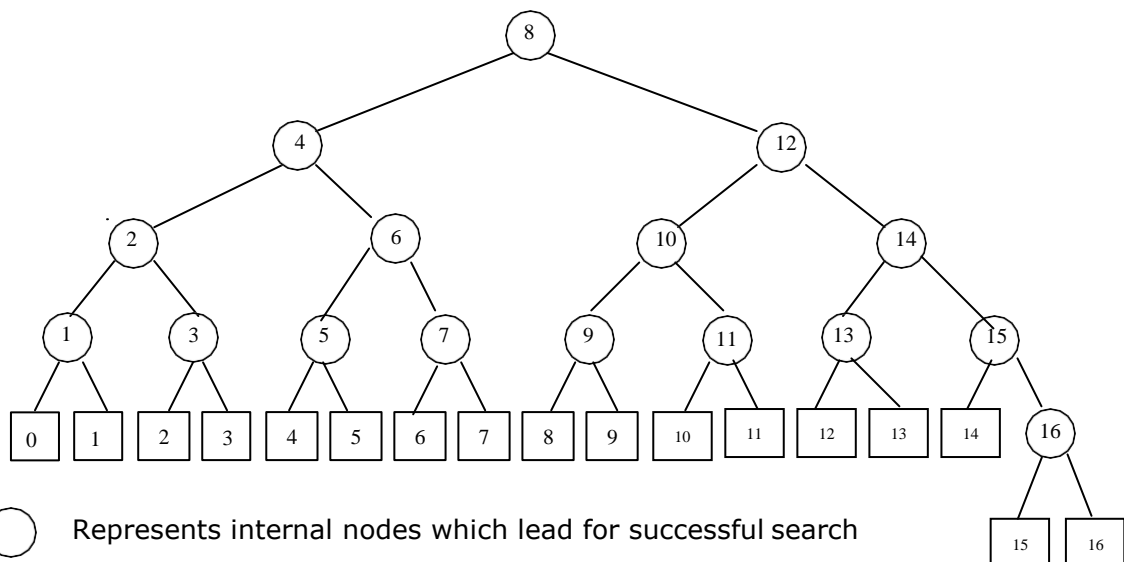 8
4 12
2 6 10 14
1 3 5 7 9 11 13 15
0 1 2 3 4 5 6 7 8 9 10 11 12 13 14 16
Represents internal nodes which lead for successful search
15 16